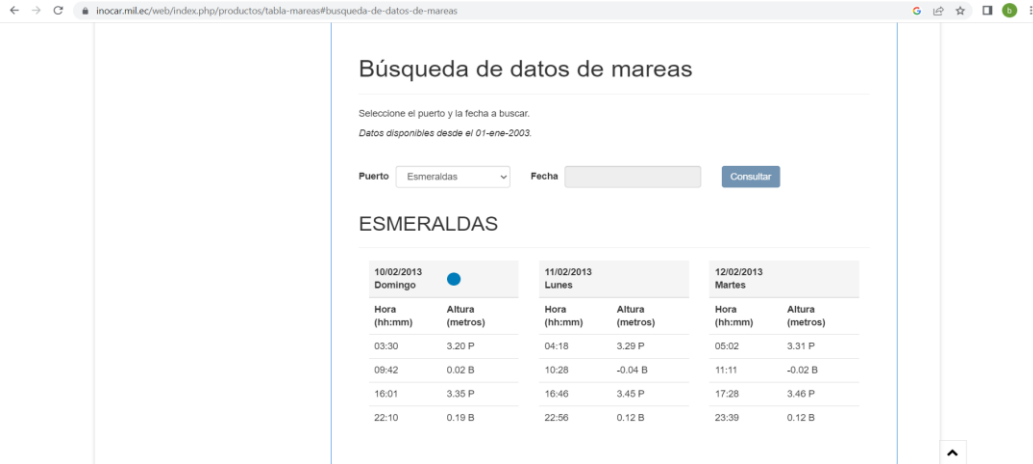 inocar.mil.ec/web/index.php/productos/tabla-mareas#busqueda-de-datos-de-mareas
b
Búsqueda de datos de mareas
Seleccione el puerto y la fecha a buscar.
Datos disponibles desde el 01-ene-2003.
Puerto Esmeraldas Fecha Consultar
ESMERALDAS
10/02/2013 11/02/2013 12/02/2013
Domingo Lunes Martes
Hora Altura Hora Altura Hora Altura
(hh:mm) (metros) (hh:mm) (metros) (hh:mm) (metros)
03:30 3.20 P 04:18 3.29 P 05:02 3.31 P
09:42 0.02 B 10:28 -0.04 B 11:11 -0.02 B
16:01 3.35 P 16:46 3.45 P 17:28 3.46 P
22:10 0.19 B 22:56 0.12 B 23:39 0.12 B